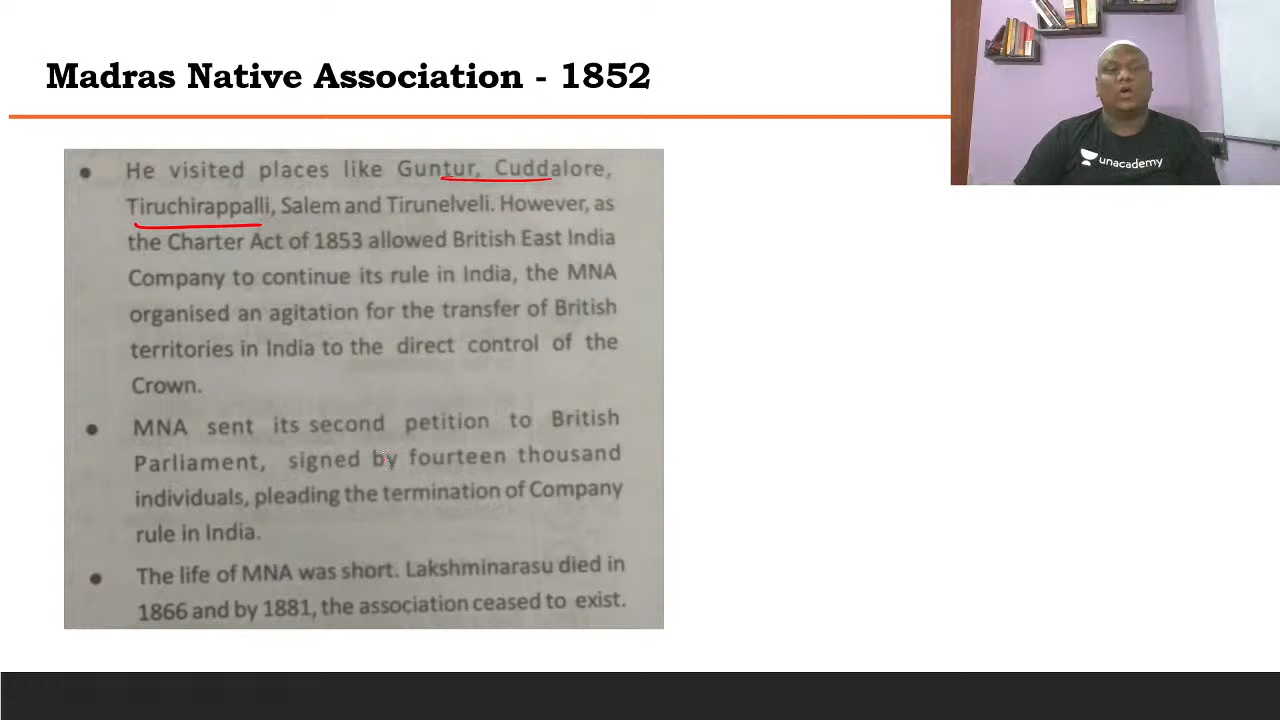 Madras Native Association - 1852
• He visited places like Guntur, Cuddalore,
Tiruchirappalli, Salem and Tirunelveli. However, as
the Charter Act of 1853 allowed British East India
Company to continue its rule in India, the MNA
organised an agitation for the transfer of British
territories in India to the direct control of the
Crown.
• MNA sent its second petition to British
Parliament, signed by fourteen thousand
individuals, pleading the termination of Company
rule in India.
• The life of MNA was short. Lakshminarasu died in
1866 and by 1881, the association ceased to exist.
unacademy